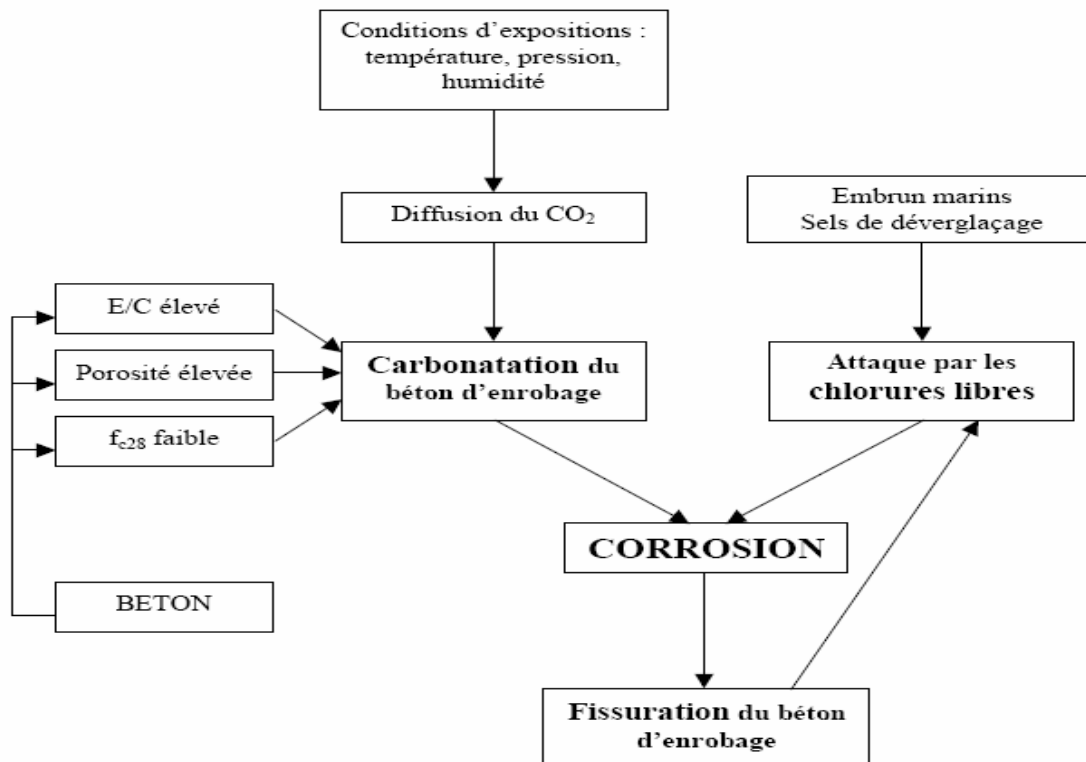 Conditions d’expositions :
température, pression,
humidité
Diffusion du CO₂
Embrun marins
Sels de déverglaçage
E/C élevé
Porosité élevée
f꜀₂₈ faible
Carbonatation du
béton d’enrobage
Attaque par les
chlorures libres
CORROSION
BETON
Fissuration du béton
d’enrobage